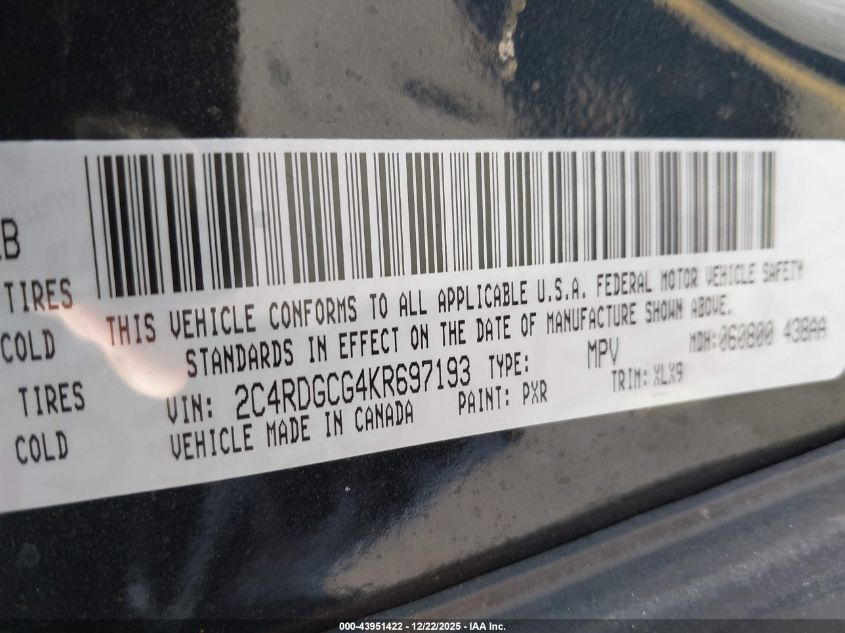 B
TIRES
COLD
TIRES
COLD
THIS VEHICLE CONFORMS TO ALL APPLICABLE U.S.A. FEDERAL MOTOR VEHICLE SAFETY
STANDARDS IN EFFECT ON THE DATE OF MANUFACTURE SHOWN ABOVE.
VIN: 2C4RDGCG4KR697193 TYPE: MPV MDH: 060800 43BAA
VEHICLE MADE IN CANADA PAINT: PXR TRIM: XLX9
000-43951422 - 12/22/2025 - IAA Inc.